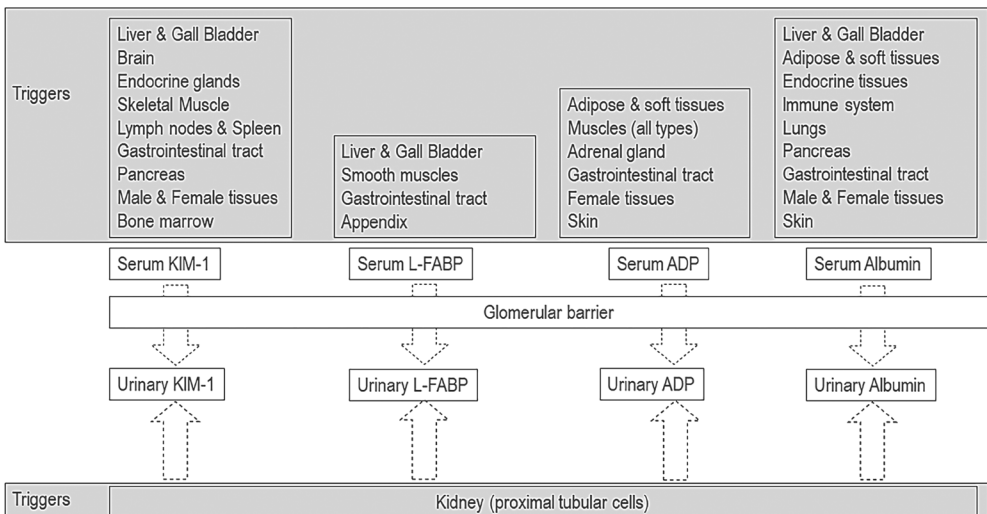 Triggers
Liver & Gall Bladder
Brain
Endocrine glands
Skeletal Muscle
Lymph nodes & Spleen
Gastrointestinal tract
Pancreas
Male & Female tissues
Bone marrow
Liver & Gall Bladder
Smooth muscles
Gastrointestinal tract
Appendix
Adipose & soft tissues
Muscles (all types)
Adrenal gland
Gastrointestinal tract
Female tissues
Skin
Liver & Gall Bladder
Adipose & soft tissues
Endocrine tissues
Immune system
Lungs
Pancreas
Gastrointestinal tract
Male & Female tissues
Skin
Serum KIM-1
Serum L-FABP
Serum ADP
Serum Albumin
Glomerular barrier
Urinary KIM-1
Urinary L-FABP
Urinary ADP
Urinary Albumin
Triggers
Kidney (proximal tubular cells)